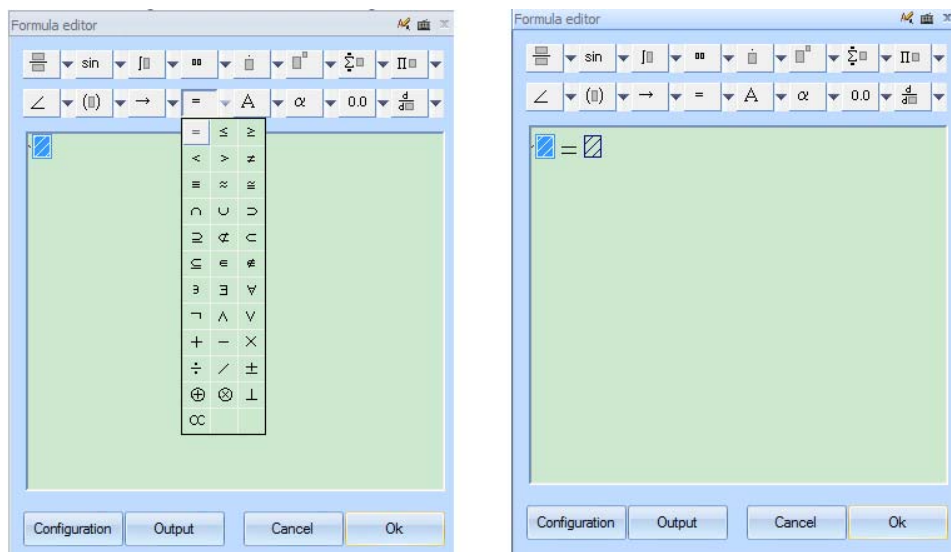 Formula editor
sin ∫ Σ Π
∠ (▯) → = A α 0.0 d/d
= ≤ ≥
< > ≠
≡ ≈ ≅
∩ ∪ ⊃
⊇ ⊄ ⊂
⊆ ∈ ∉
∍ ∃ ∀
¬ ∧ ∨
+ − ×
÷ / ±
⊕ ⊗ ⊥
∝
Configuration Output Cancel Ok
Formula editor
sin ∫ Σ Π
∠ (▯) → = A α 0.0 d/d
=
Configuration Output Cancel Ok